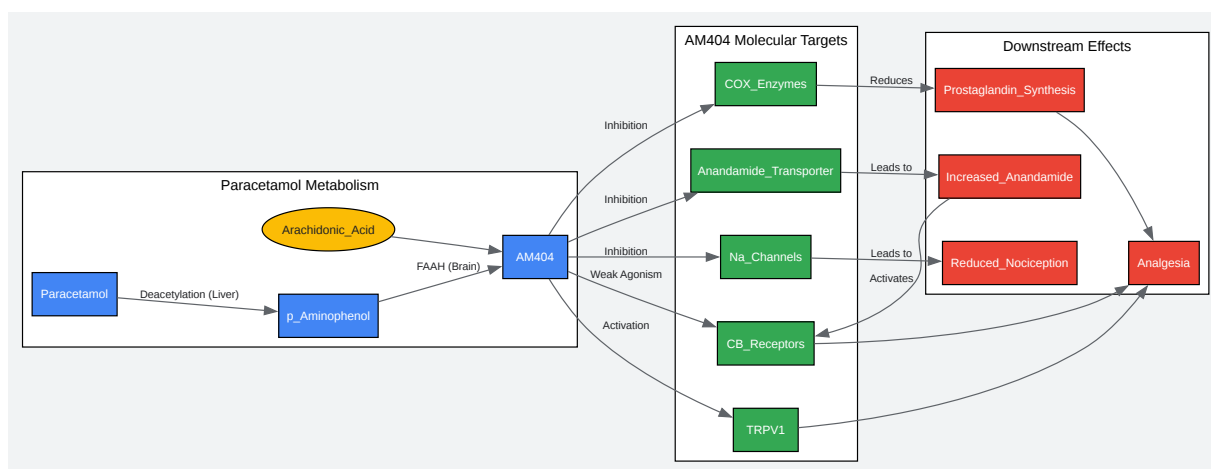 Paracetamol Metabolism
Arachidonic_Acid
Paracetamol
Deacetylation (Liver)
p_Aminophenol
FAAH (Brain)
AM404
Inhibition
Inhibition
Inhibition
Weak Agonism
Activation
AM404 Molecular Targets
COX_Enzymes
Anandamide_Transporter
Na_Channels
CB_Receptors
TRPV1
Reduces
Leads to
Leads to
Activates
Downstream Effects
Prostaglandin_Synthesis
Increased_Anandamide
Reduced_Nociception
Analgesia